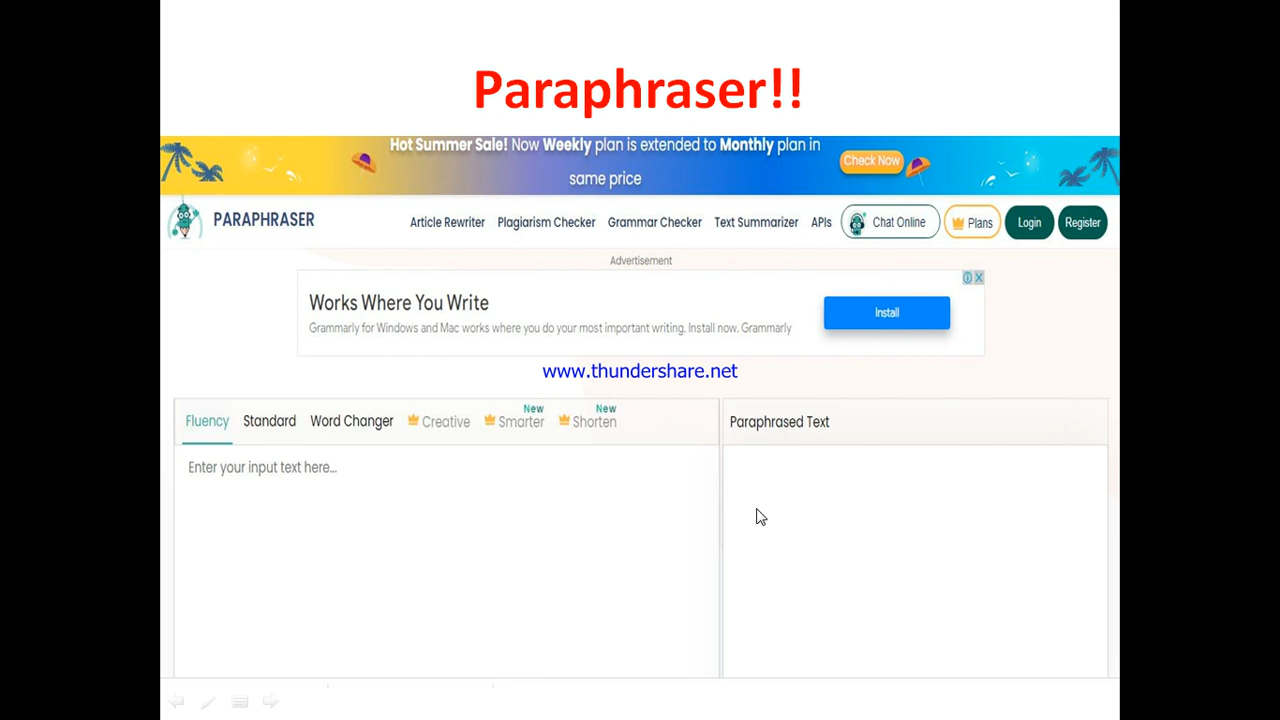 Paraphraser!!
Hot Summer Sale! Now Weekly plan is extended to Monthly plan in
same price
Check Now
PARAPHRASER
Article Rewriter Plagiarism Checker Grammar Checker Text Summarizer APIs Chat Online Plans Login Register
Advertisement
Works Where You Write
Grammarly for Windows and Mac works where you do your most important writing. Install now. Grammarly
Install
www.thundershare.net
Fluency Standard Word Changer Creative New Smarter New Shorten
Paraphrased Text
Enter your input text here...